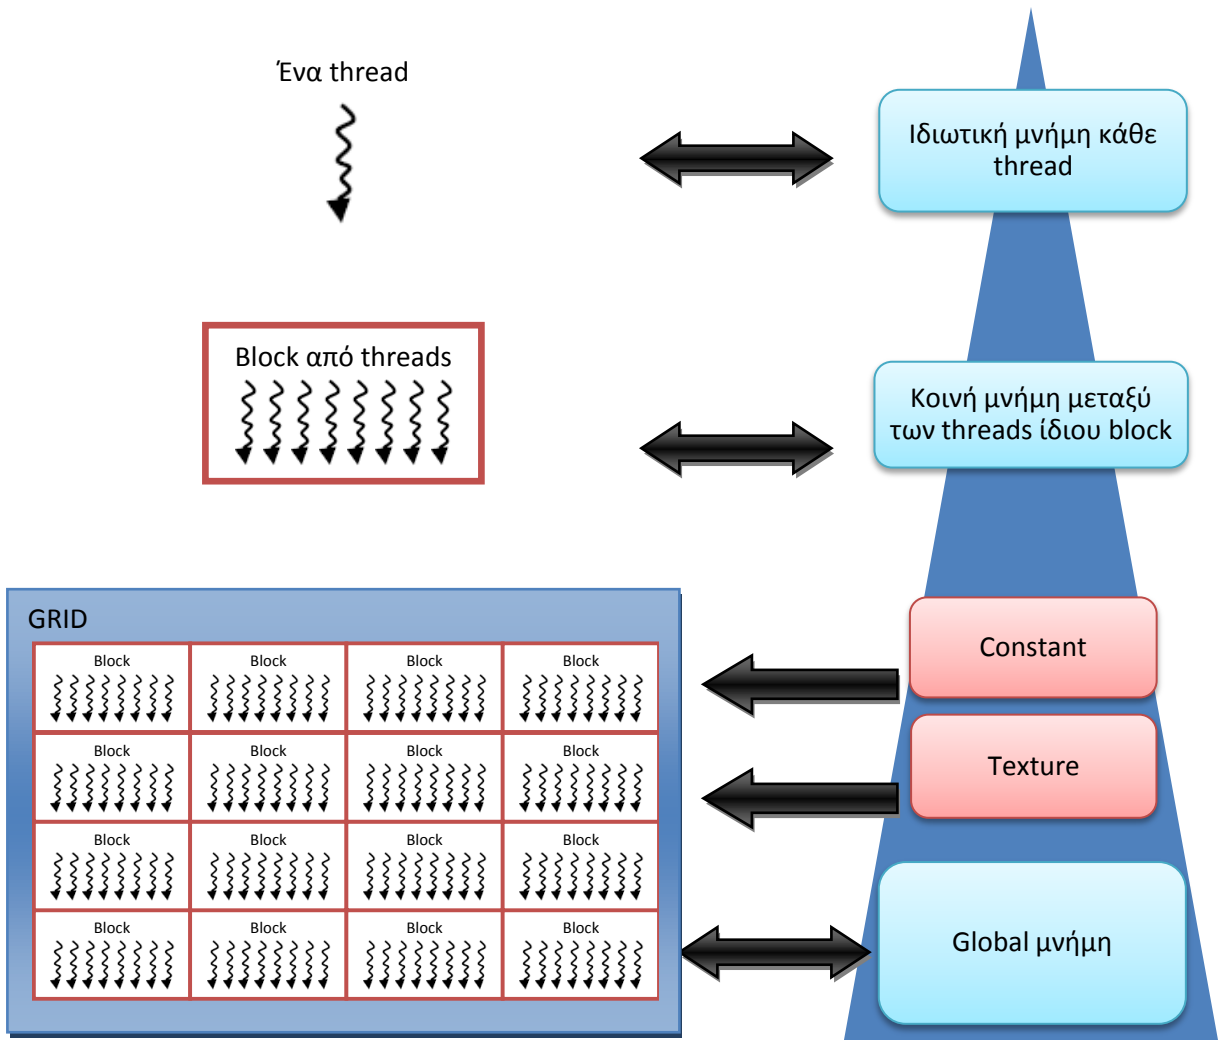 Ένα thread
Ιδιωτική μνήμη κάθε
thread
Block από threads
Κοινή μνήμη μεταξύ
των threads ίδιου block
GRID
Block Block Block Block
Block Block Block Block
Block Block Block Block
Block Block Block Block
Constant
Texture
Global μνήμη